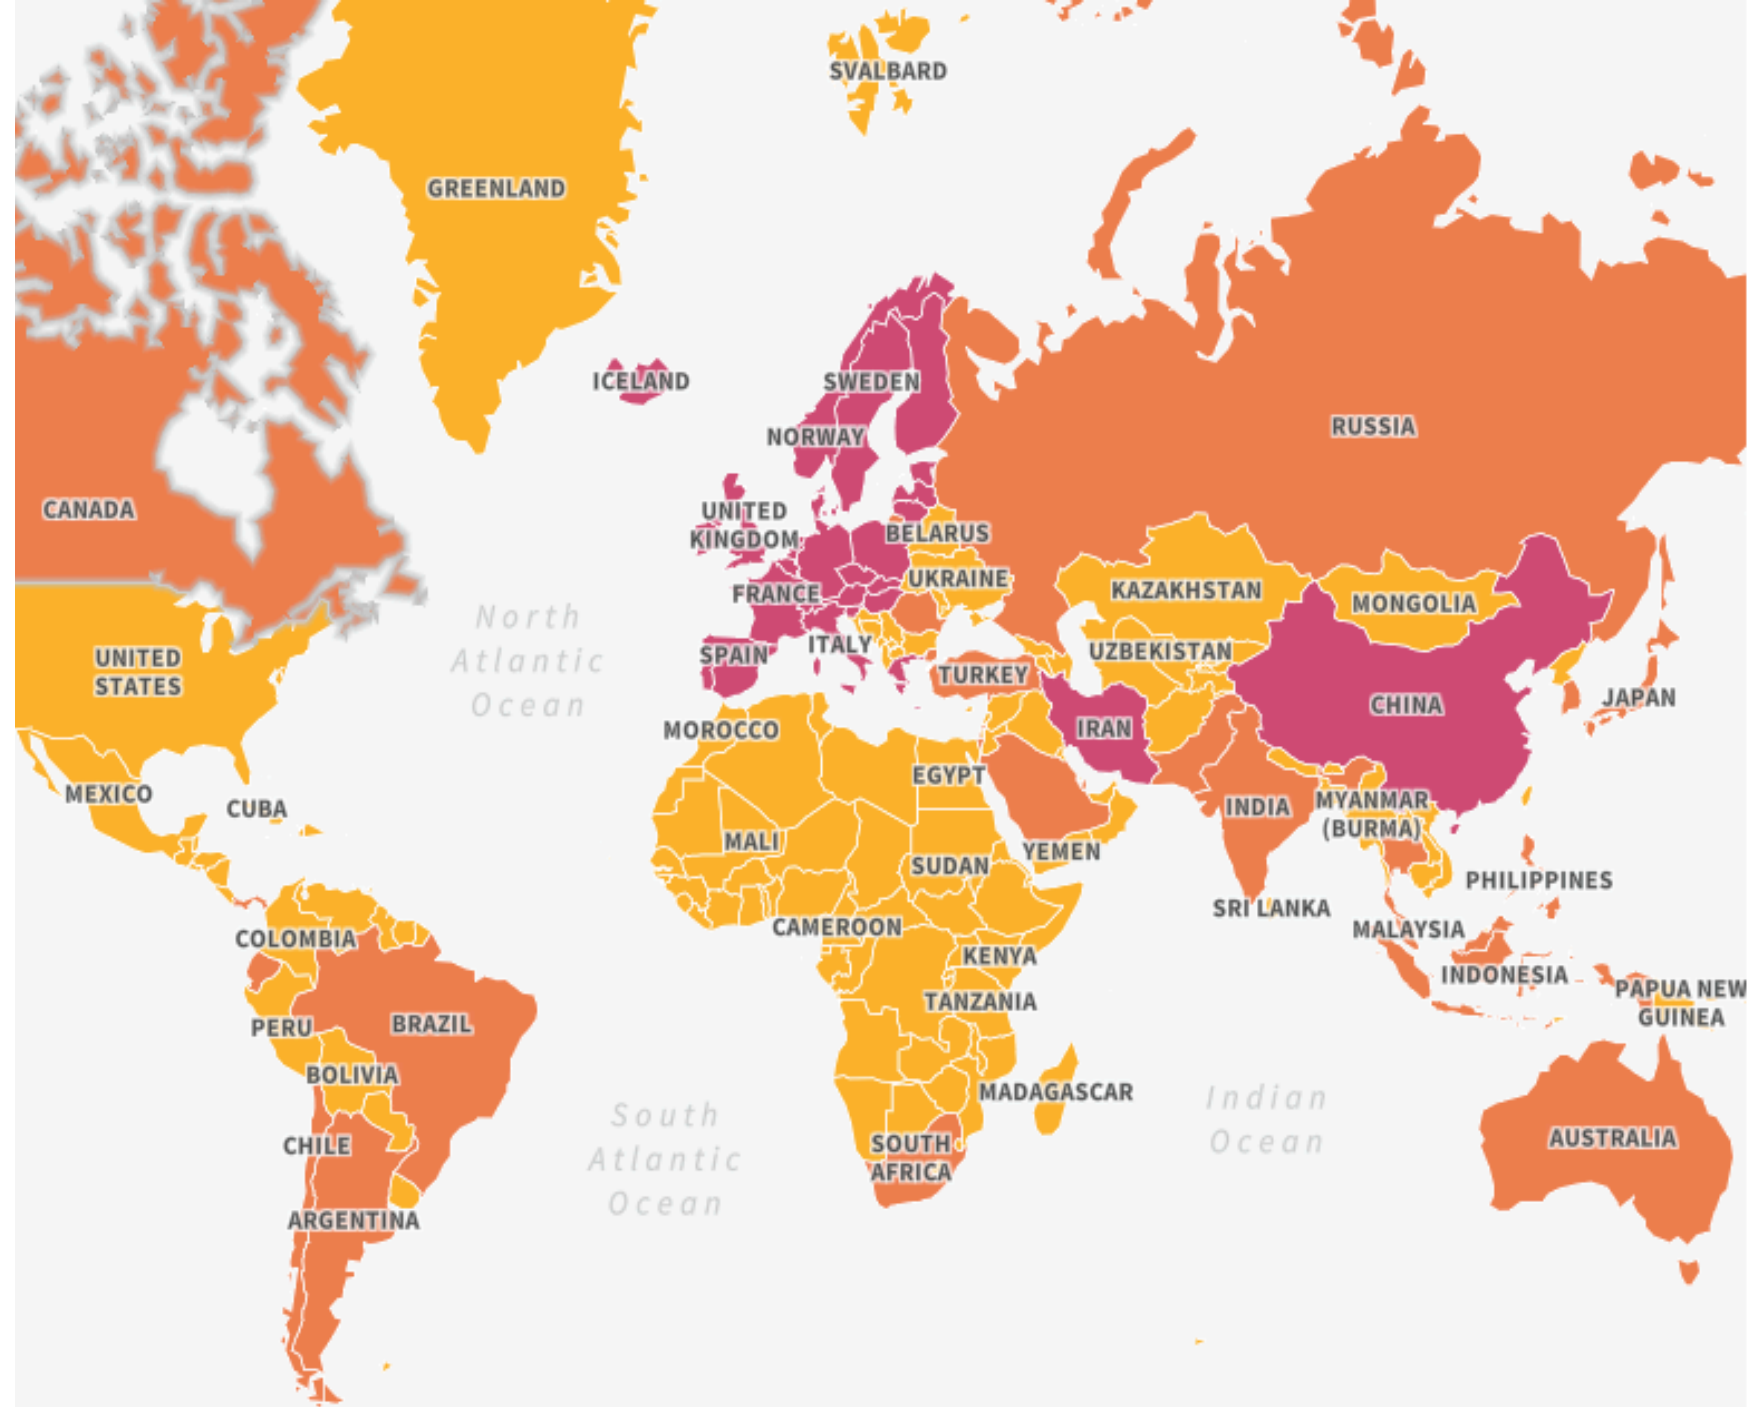 SVALBARD
GREENLAND
ICELAND
SWEDEN
NORWAY
RUSSIA
CANADA
UNITED
KINGDOM
BELARUS
UKRAINE
FRANCE
KAZAKHSTAN
MONGOLIA
North
Atlantic
Ocean
UNITED
STATES
SPAIN
ITALY
UZBEKISTAN
TURKEY
CHINA
JAPAN
MOROCCO
IRAN
MEXICO
CUBA
EGYPT
INDIA
MYANMAR
(BURMA)
MALI
SUDAN
YEMEN
PHILIPPINES
SRI LANKA
COLOMBIA
CAMEROON
MALAYSIA
KENYA
INDONESIA
TANZANIA
PAPUA NEW
GUINEA
PERU
BRAZIL
BOLIVIA
MADAGASCAR
South
Atlantic
Ocean
Indian
Ocean
CHILE
SOUTH
AFRICA
AUSTRALIA
ARGENTINA